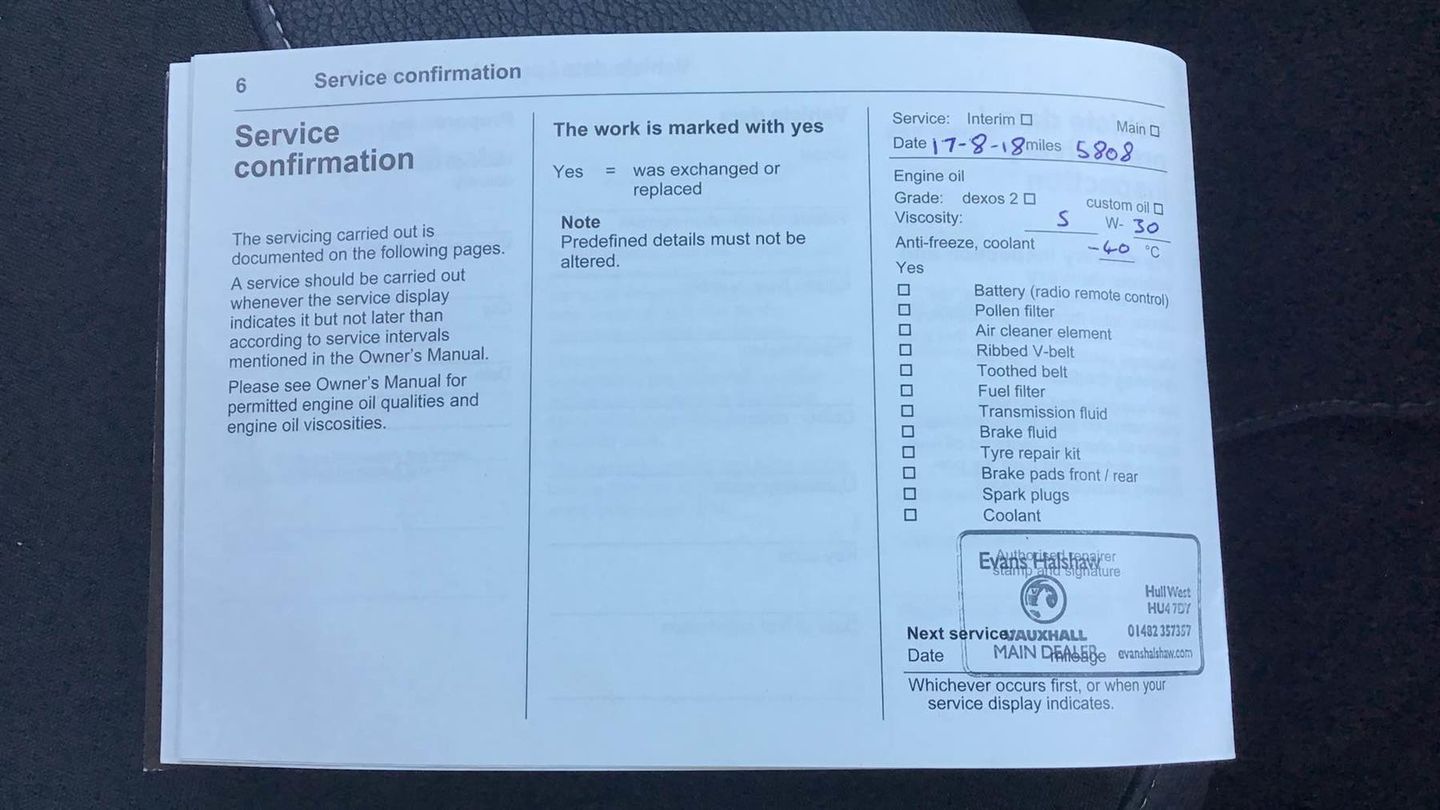 6 Service confirmation
Service
confirmation
The servicing carried out is
documented on the following pages.
A service should be carried out
whenever the service display
indicates it but not later than
according to service intervals
mentioned in the Owner's Manual.
Please see Owner's Manual for
permitted engine oil qualities and
engine oil viscosities.
The work is marked with yes
Yes = was exchanged or
replaced
Note
Predefined details must not be
altered.
Service: Interim ☐ Main ☐
Date 17-8-18 miles 5808
Engine oil
Grade: dexos 2 ☐ custom oil ☐
Viscosity: 5 W- 30
Anti-freeze, coolant -40 °C
Yes
☐ Battery (radio remote control)
☐ Pollen filter
☐ Air cleaner element
☐ Ribbed V-belt
☐ Toothed belt
☐ Fuel filter
☐ Transmission fluid
☐ Brake fluid
☐ Tyre repair kit
☐ Brake pads front / rear
☐ Spark plugs
☐ Coolant
Authorised repairer
stamp and signature
Evans Halshaw
Hull West
HU4 7DY
VAUXHALL
01482 357357
MAIN DEALER
evanshalshaw.com
Next service:
Date mileage
Whichever occurs first, or when your
service display indicates.